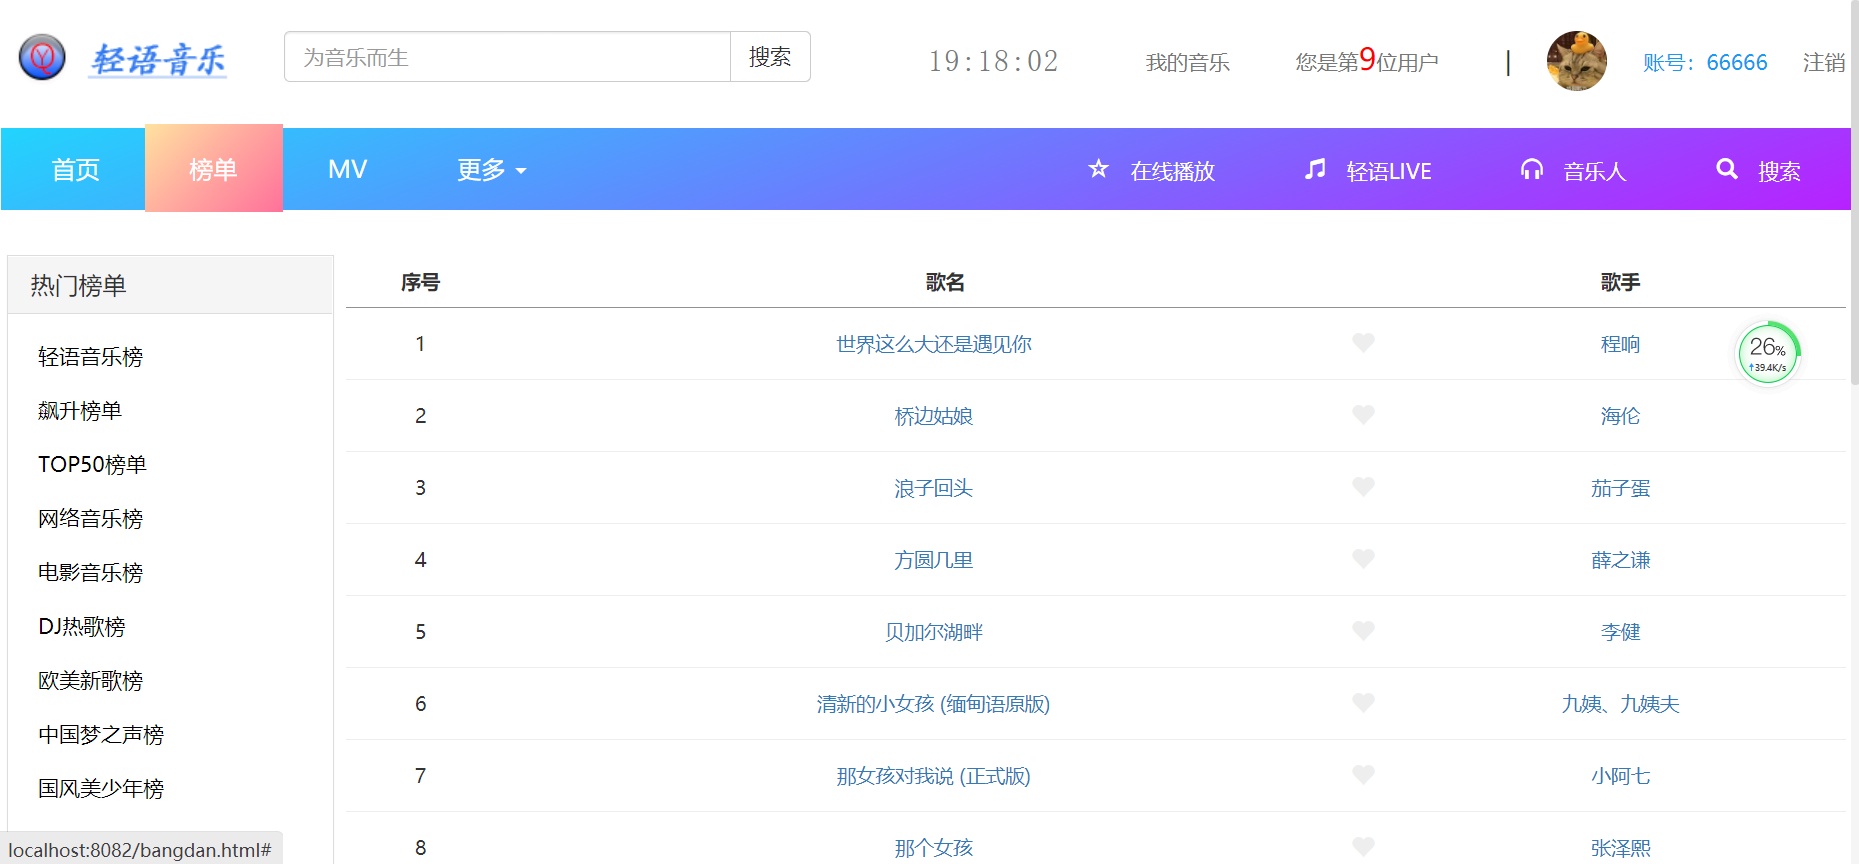 轻语音乐
为音乐而生 搜索 19:18:02 我的音乐 您是第9位用户 | 账号：66666 注销
首页 榜单 MV 更多 在线播放 轻语LIVE 音乐人 搜索
热门榜单
轻语音乐榜
飙升榜单
TOP50榜单
网络音乐榜
电影音乐榜
DJ热歌榜
欧美新歌榜
中国梦之声榜
国风美少年榜
序号 歌名 歌手
1 世界这么大还是遇见你 程响
2 桥边姑娘 海伦
3 浪子回头 茄子蛋
4 方圆几里 薛之谦
5 贝加尔湖畔 李健
6 清新的小女孩 (缅甸语原版) 九姨、九姨夫
7 那女孩对我说 (正式版) 小阿七
8 那个女孩 张泽熙
26%
↑39.4K/s
localhost:8082/bangdan.html#